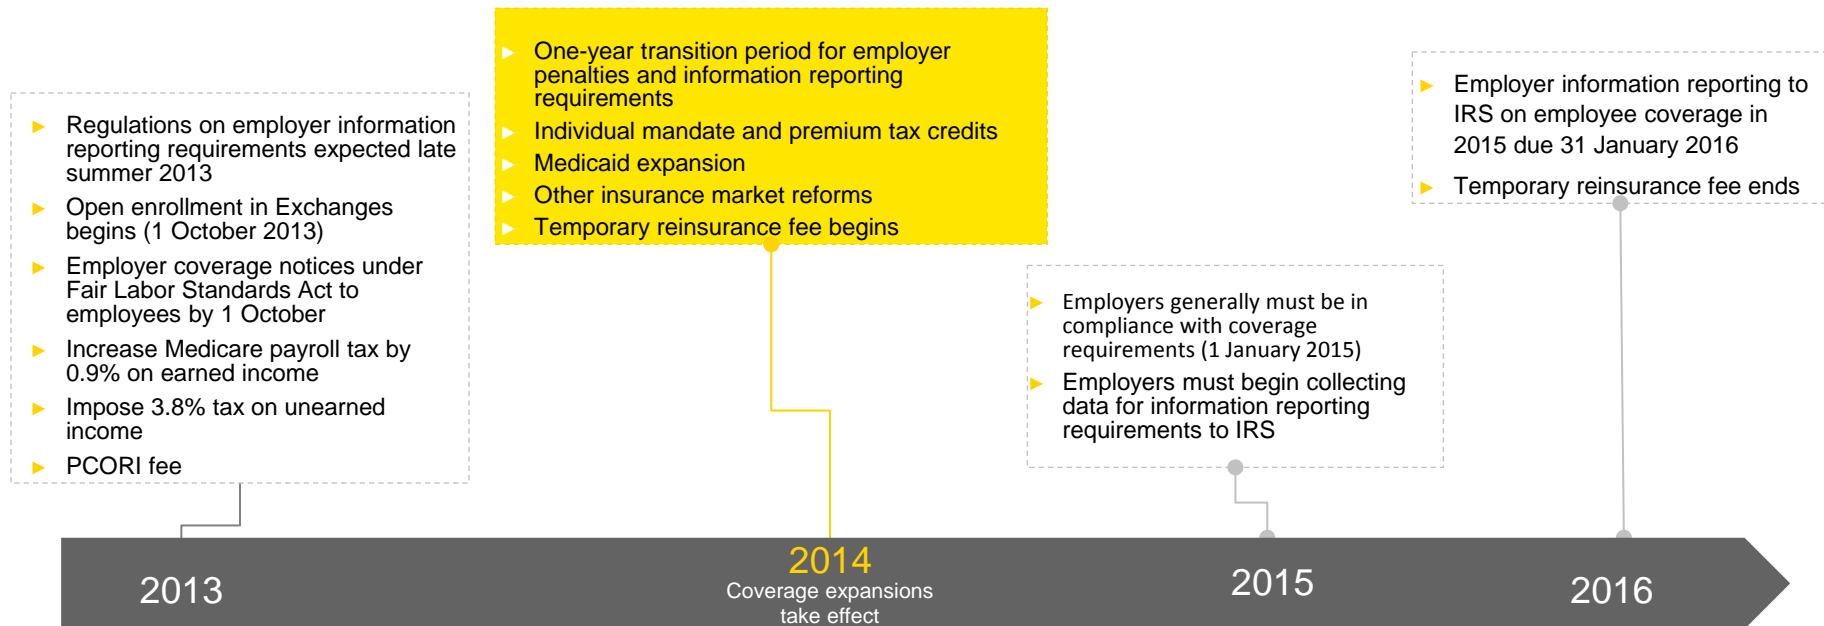 Regulations on employer information
reporting requirements expected late
summer 2013
Open enrollment in Exchanges
begins (1 October 2013)
Employer coverage notices under
Fair Labor Standards Act to
employees by 1 October
Increase Medicare payroll tax by
0.9% on earned income
Impose 3.8% tax on unearned
income
PCORI fee
One-year transition period for employer
penalties and information reporting
requirements
Individual mandate and premium tax credits
Medicaid expansion
Other insurance market reforms
Temporary reinsurance fee begins
Employers generally must be in
compliance with coverage
requirements (1 January 2015)
Employers must begin collecting
data for information reporting
requirements to IRS
Employer information reporting to
IRS on employee coverage in
2015 due 31 January 2016
Temporary reinsurance fee ends
2013
2014
Coverage expansions
take effect
2015
2016